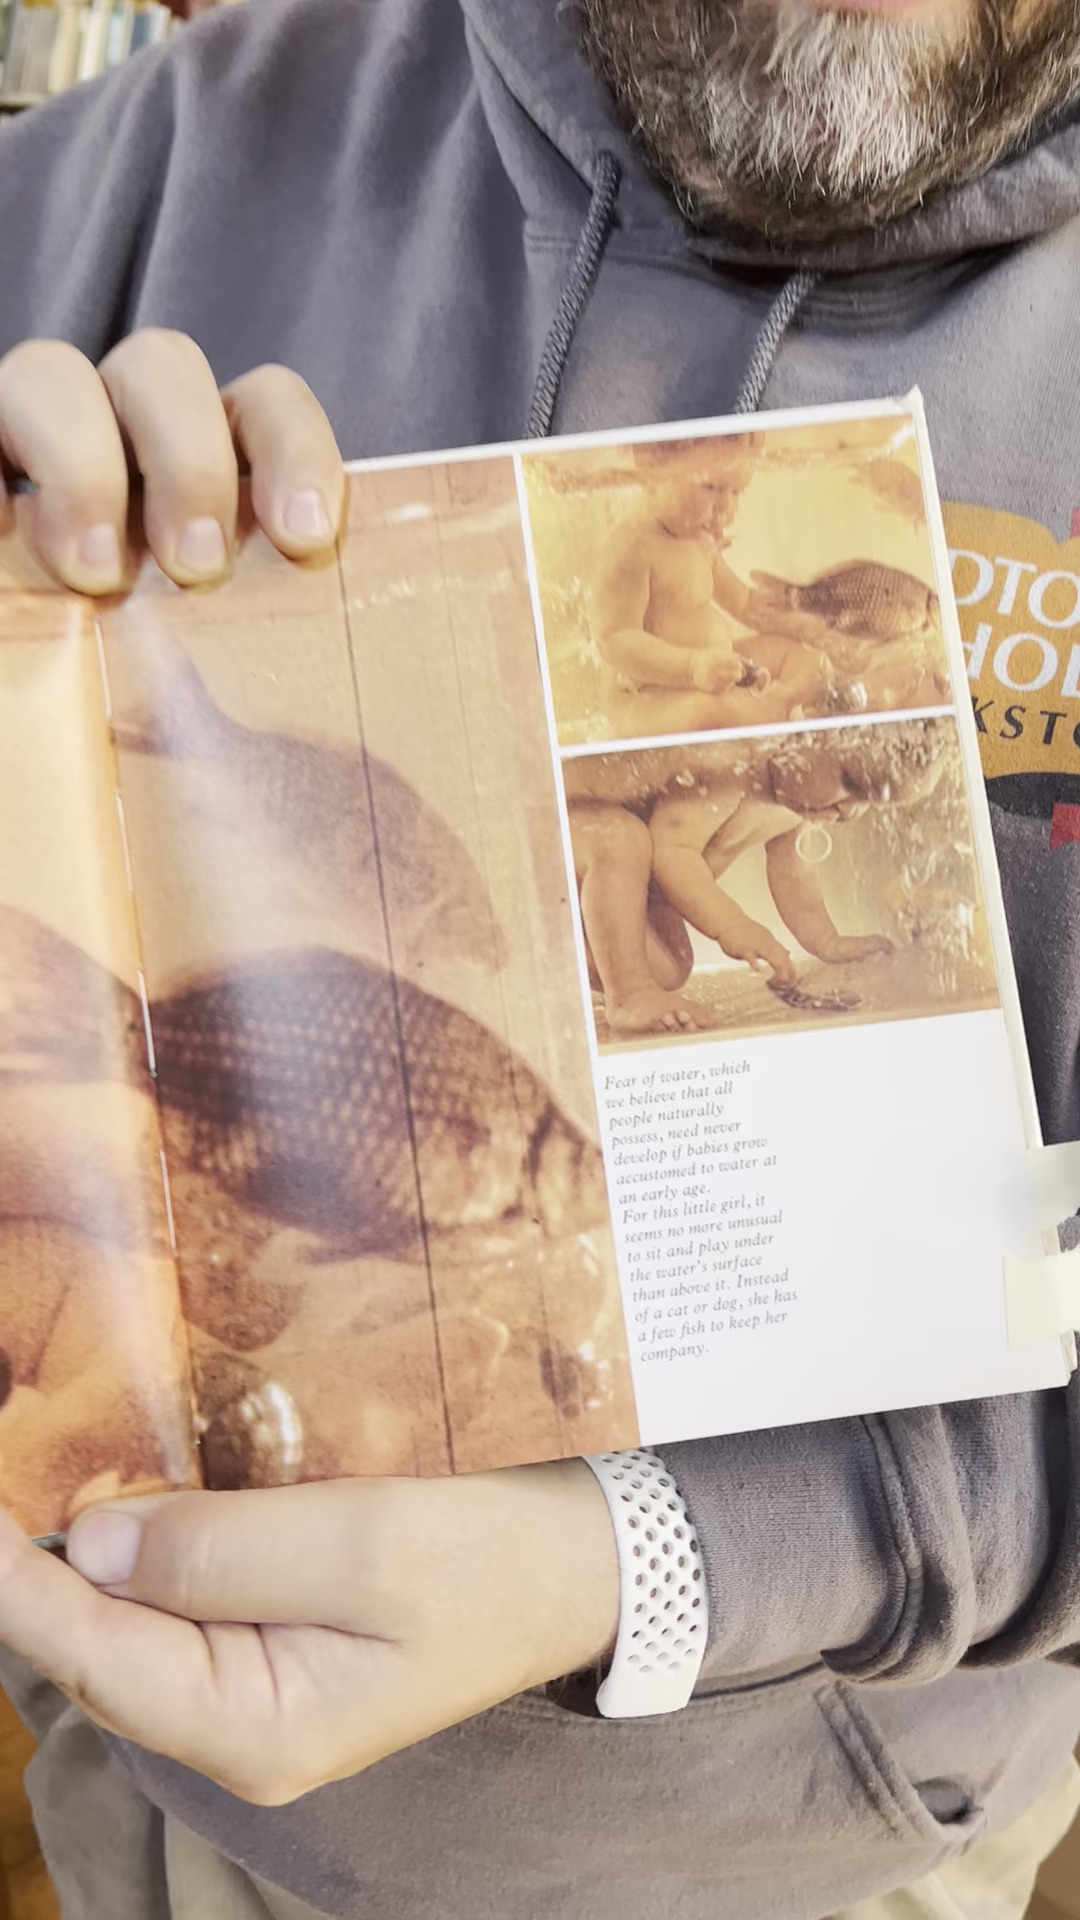 OTO
HOL
KSTO
Fear of water, which
we believe that all
people naturally
possess, need never
develop if babies grow
accustomed to water at
an early age.
For this little girl, it
seems no more unusual
to sit and play under
the water's surface
than above it. Instead
of a cat or dog, she has
a few fish to keep her
company.